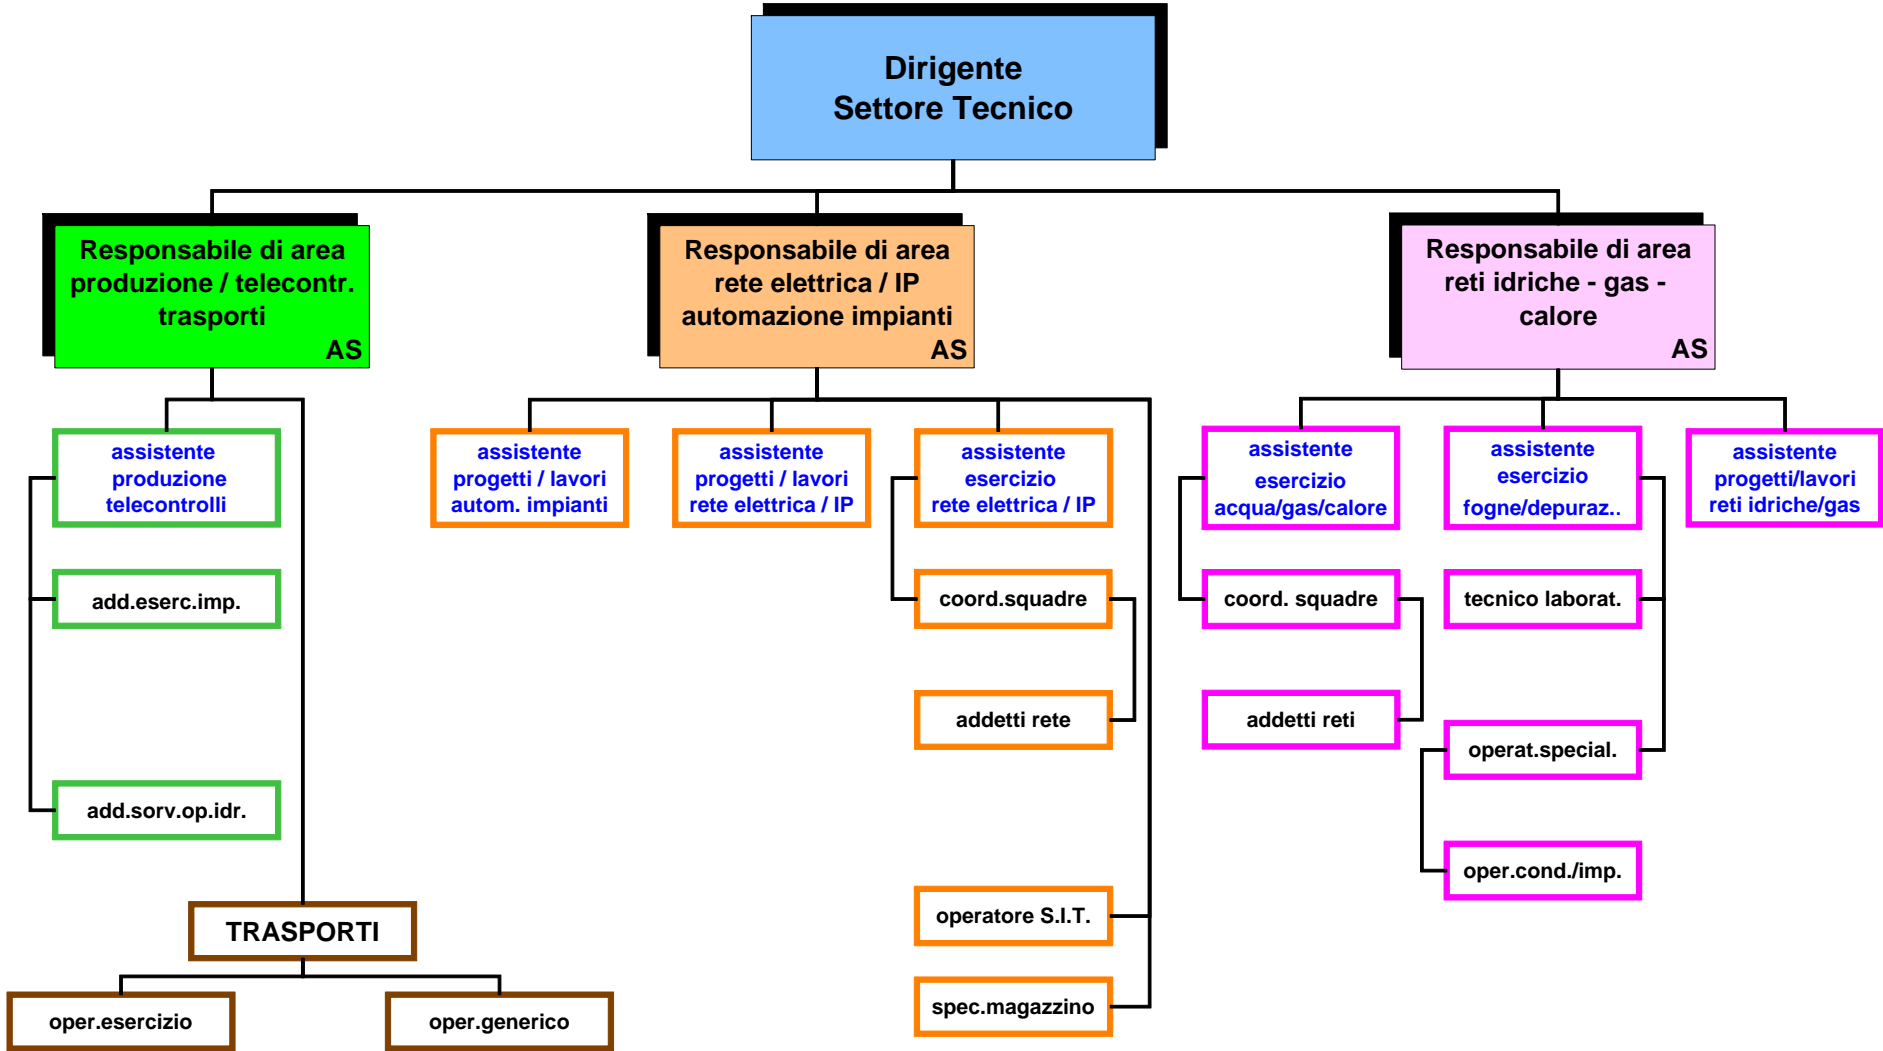 Dirigente
Settore Tecnico
Responsabile di area
produzione / telecontr.
trasporti
AS
Responsabile di area
rete elettrica / IP
automazione impianti
AS
Responsabile di area
reti idriche - gas -
calore
AS
assistente
produzione
telecontrolli
assistente
progetti / lavori
autom. impianti
assistente
progetti / lavori
rete elettrica / IP
assistente
esercizio
rete elettrica / IP
assistente
esercizio
acqua/gas/calore
assistente
esercizio
fogne/depuraz..
assistente
progetti/lavori
reti idriche/gas
add.eserc.imp.
coord.squadre
coord. squadre
tecnico laborat.
addetti rete
addetti reti
operat.special.
add.sorv.op.idr.
oper.cond./imp.
TRASPORTI
operatore S.I.T.
oper.esercizio
oper.generico
spec.magazzino